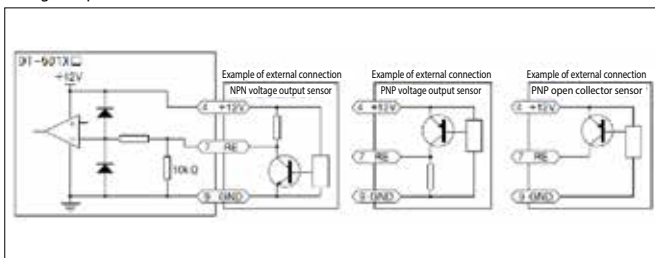 DT-601X□
+12V
10kΩ
Example of external connection
NPN voltage output sensor
4 +12V
7 RE
9 GND
Example of external connection
PNP voltage output sensor
4 +12V
7 RE
9 GND
Example of external connection
PNP open collector sensor
4 +12V
7 RE
9 GND